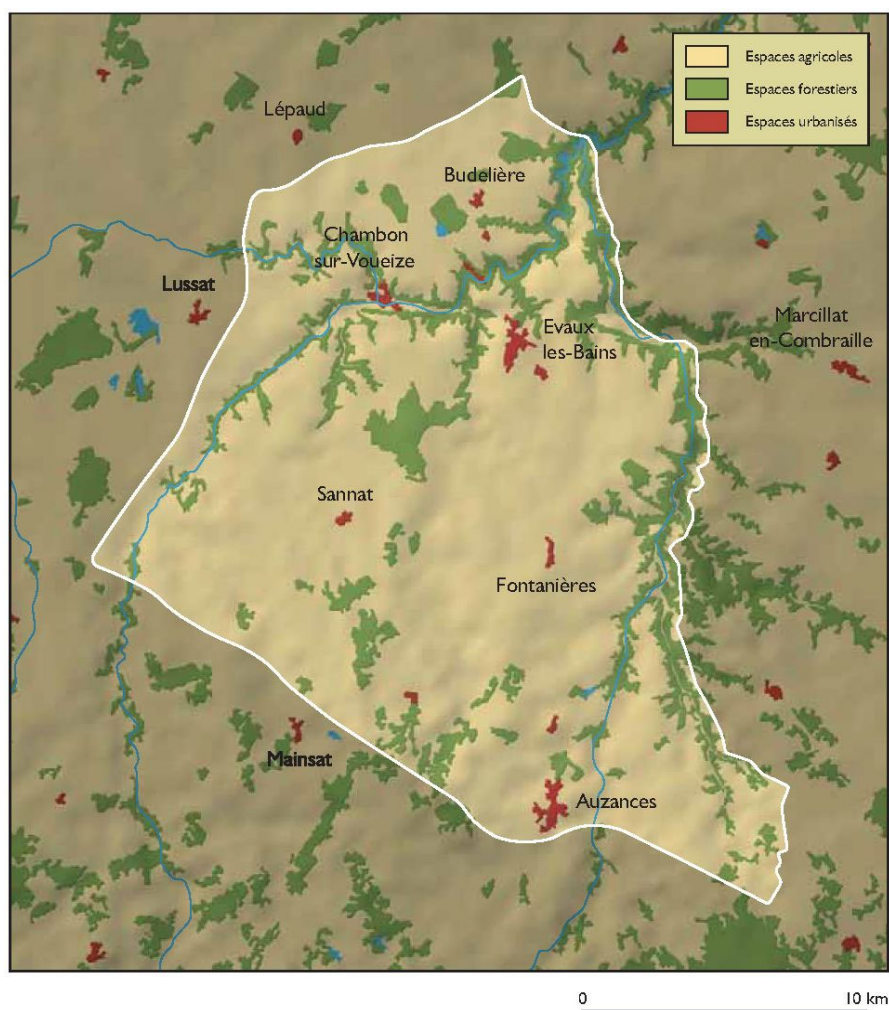 Espaces agricoles
Espaces forestiers
Espaces urbanisés
Lépaud
Budelière
Chambon
sur-Voueize
Lussat
Evaux
les-Bains
Marcillat
en-Combraille
Sannat
Fontanières
Mainsat
Auzances
0
10 km